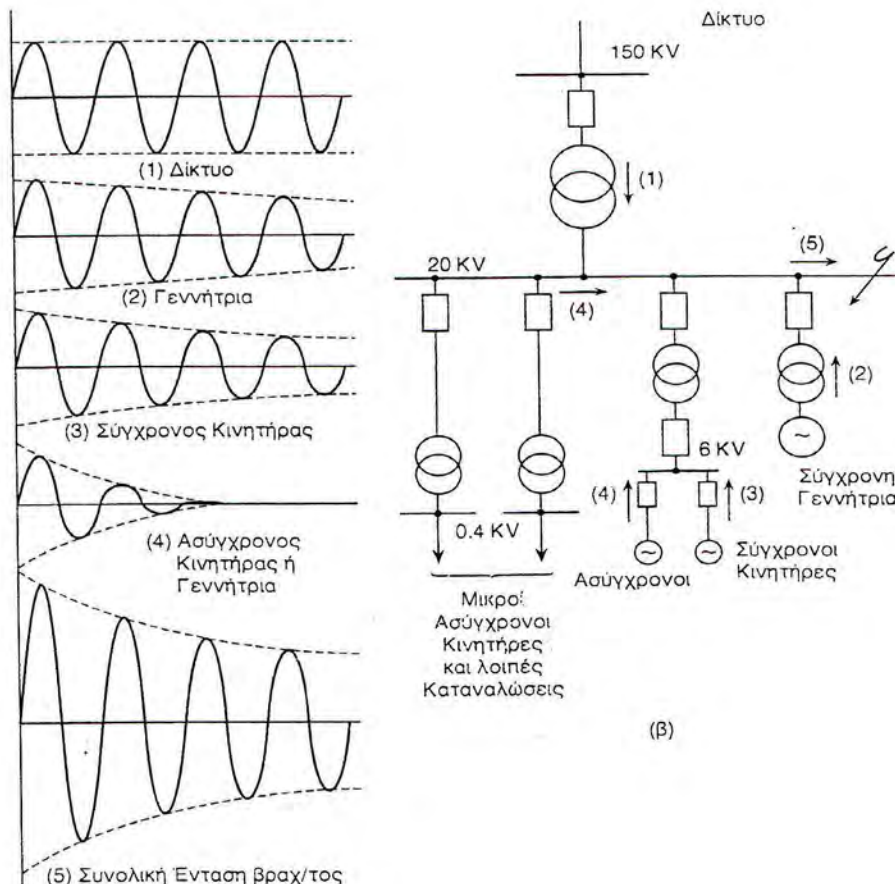 (1) Δίκτυο
(2) Γεννήτρια
(3) Σύγχρονος Κινητήρας
(4) Ασύγχρονος
Κινητήρας ή
Γεννήτρια
(5) Συνολική Ένταση βραχ/τος
Δίκτυο
150 KV
(1)
(5)
20 KV
(4)
(2)
6 KV
(4)
(3)
Σύγχρονη
Γεννήτρια
0.4 KV
Ασύγχρονοι
Σύγχρονοι
Κινητήρες
Μικροί
Ασύγχρονοι
Κινητήρες
και λοιπές
Καταναλώσεις
(β)